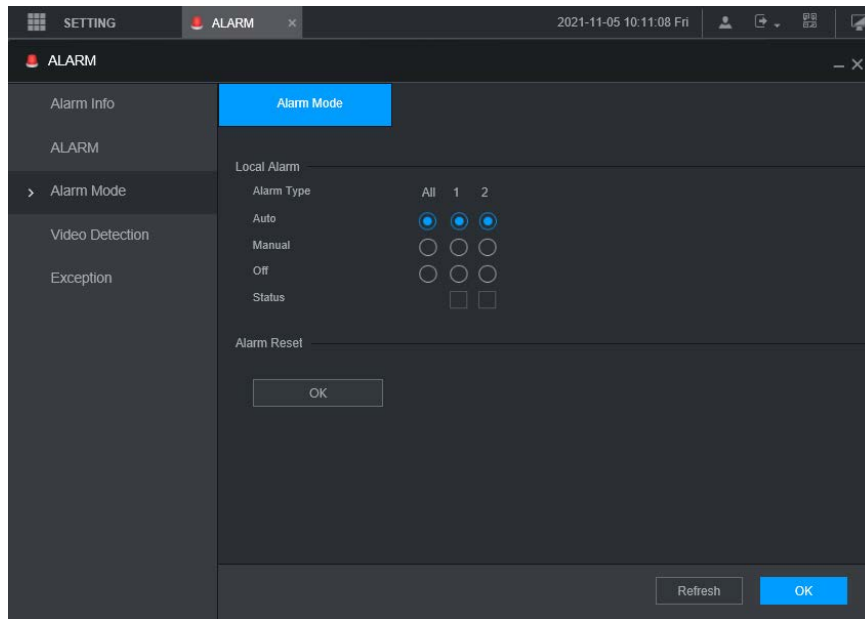 SETTING ALARM × 2021-11-05 10:11:08 Fri
ALARM
Alarm Info
ALARM
Alarm Mode
Video Detection
Exception
Alarm Mode
Local Alarm
Alarm Type All 1 2
Auto
Manual
Off
Status
Alarm Reset
OK
Refresh OK